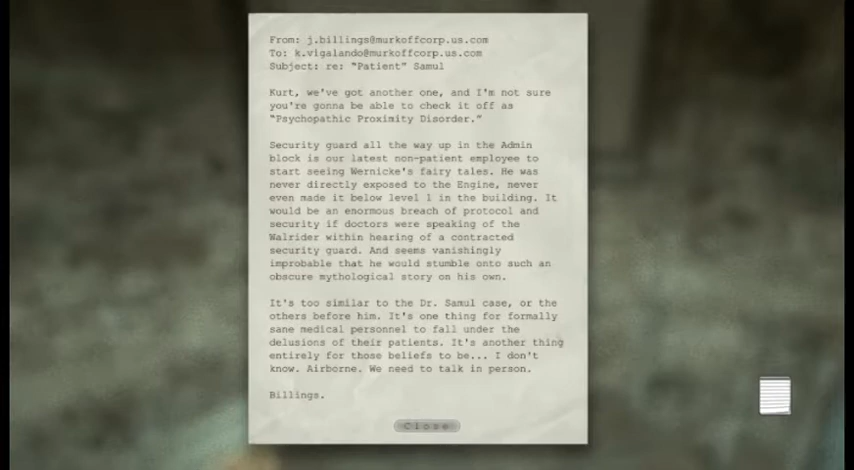 From: j.billings@murkoffcorp.us.com
To: k.vigalando@murkoffcorp.us.com
Subject: re: "Patient" Samul
Kurt, we've got another one, and I'm not sure
you're gonna be able to check it off as
"Psychopathic Proximity Disorder."
Security guard all the way up in the Admin
block is our latest non-patient employee to
start seeing Wernicke's fairy tales. He was
never directly exposed to the Engine, never
even made it below level 1 in the building. It
would be an enormous breach of protocol and
security if doctors were speaking of the
Walrider within hearing of a contracted
security guard. And seems vanishingly
improbable that he would stumble onto such an
obscure mythological story on his own.
It's too similar to the Dr. Samul case, or the
others before him. It's one thing for formally
sane medical personnel to fall under the
delusions of their patients. It's another thing
entirely for those beliefs to be... I don't
know. Airborne. We need to talk in person.
Billings.
Close